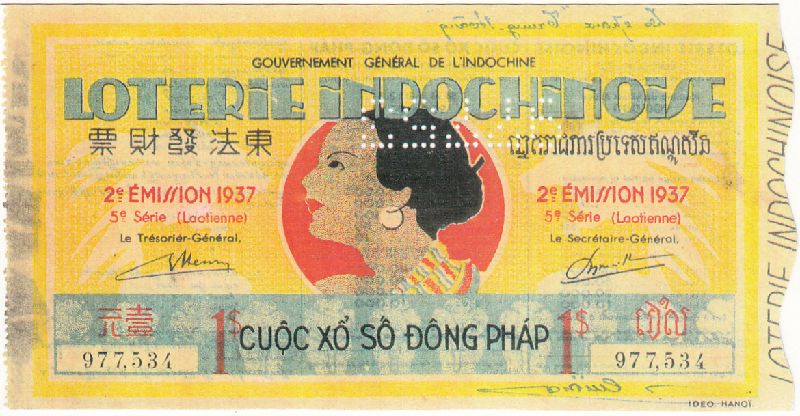 GOUVERNEMENT GÉNÉRAL DE L'INDOCHINE
LOTERIE INDOCHINOISE
票財發法東
2e ÉMISSION 1937
5e Série (Laotienne)
Le Trésorier-Général,
2e ÉMISSION 1937
5e Série (Laotienne)
Le Secrétaire-Général,
元壹
1$
CUỘC XỔ SỐ ĐÔNG PHÁP
1$
977,534
977,534
IDEO-HANOÏ
LOTERIE INDOCHINOISE